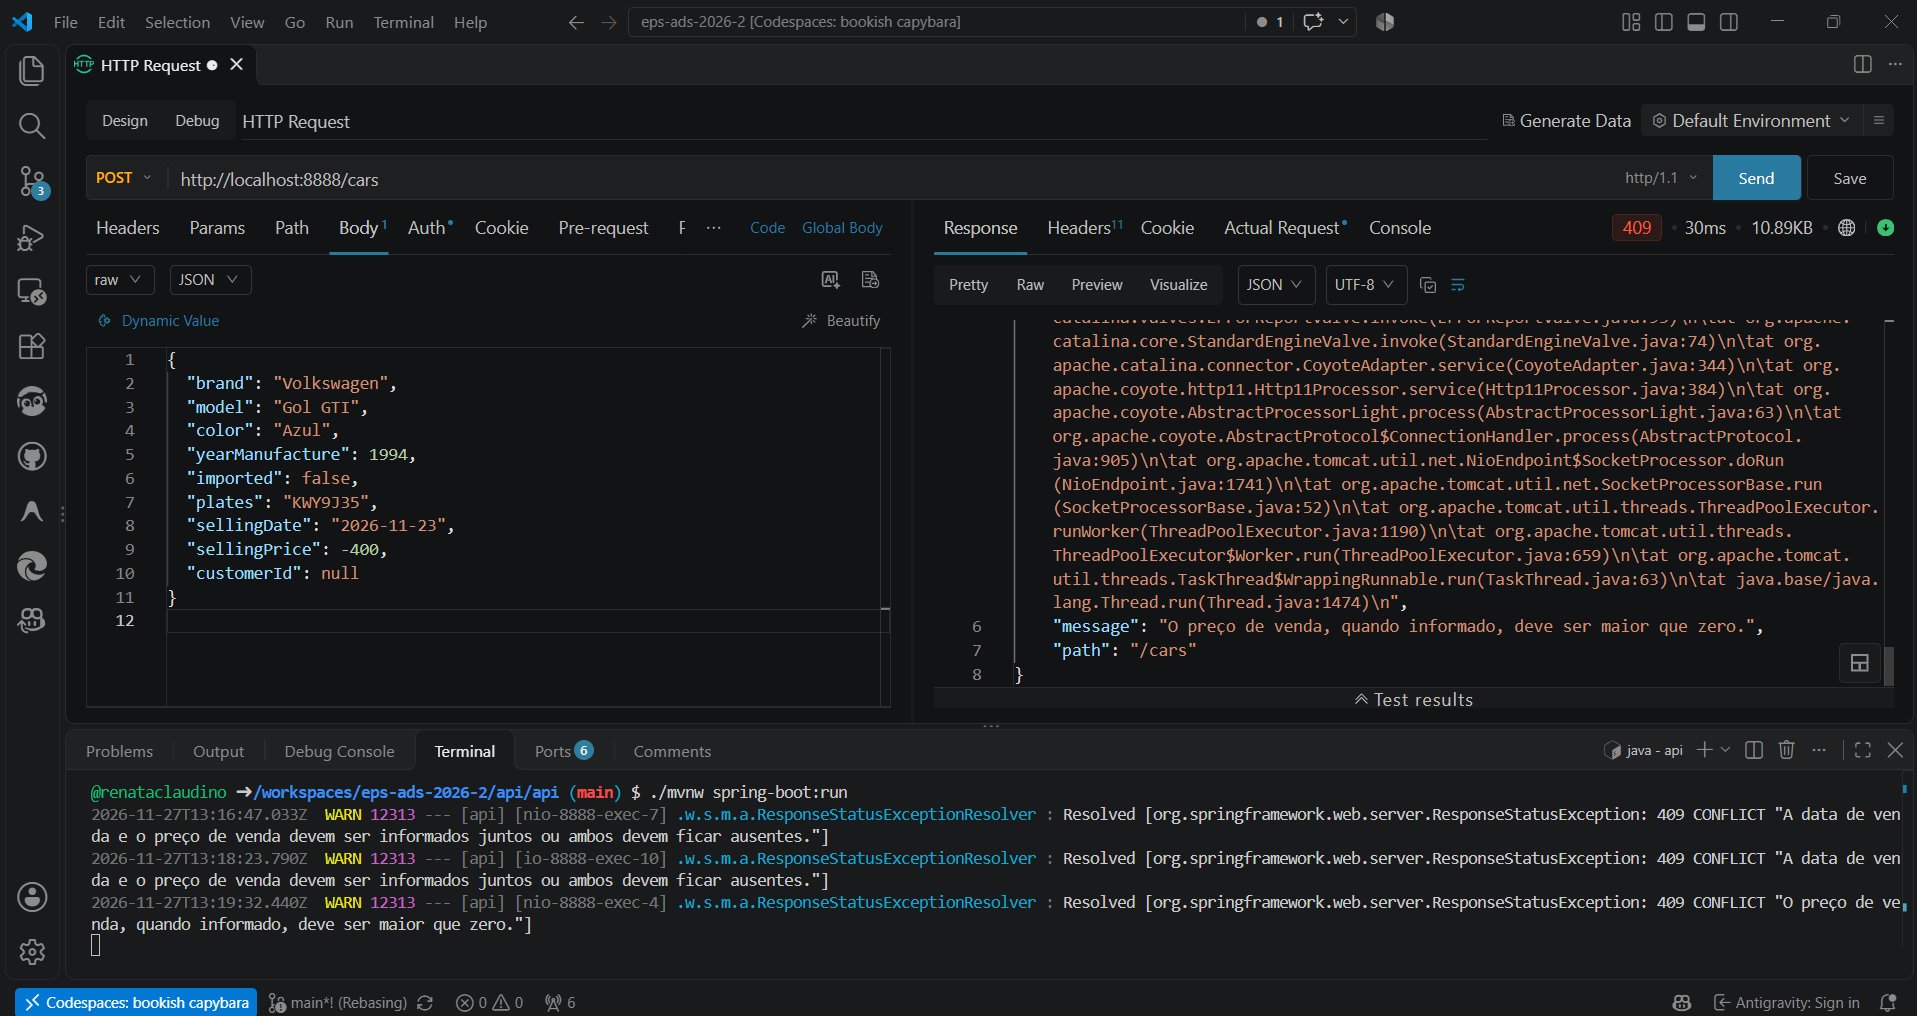 File Edit Selection View Go Run Terminal Help
eps-ads-2026-2 [Codespaces: bookish capybara]
1
HTTP HTTP Request
Design Debug HTTP Request
Generate Data Default Environment
POST http://localhost:8888/cars http/1.1 Send Save
3
Headers Params Path Body 1 Auth Cookie Pre-request Code Global Body
raw JSON
AI
Dynamic Value Beautify
1 {
2 "brand": "Volkswagen",
3 "model": "Gol GTI",
4 "color": "Azul",
5 "yearManufacture": 1994,
6 "imported": false,
7 "plates": "KWY9J35",
8 "sellingDate": "2026-11-23",
9 "sellingPrice": -400,
10 "customerId": null
11 }
12
Response Headers 11 Cookie Actual Request Console 409 30ms 10.89KB
Pretty Raw Preview Visualize JSON UTF-8
catalina.valves.ErrorReportValve.invoke(ErrorReportValve.java:93)\n\tat org.apache.
catalina.core.StandardEngineValve.invoke(StandardEngineValve.java:74)\n\tat org.
apache.catalina.connector.CoyoteAdapter.service(CoyoteAdapter.java:344)\n\tat org.
apache.coyote.http11.Http11Processor.service(Http11Processor.java:384)\n\tat org.
apache.coyote.AbstractProcessorLight.process(AbstractProcessorLight.java:63)\n\tat
org.apache.coyote.AbstractProtocol$ConnectionHandler.process(AbstractProtocol.
java:905)\n\tat org.apache.tomcat.util.net.NioEndpoint$SocketProcessor.doRun
(NioEndpoint.java:1741)\n\tat org.apache.tomcat.util.net.SocketProcessorBase.run
(SocketProcessorBase.java:52)\n\tat org.apache.tomcat.util.threads.ThreadPoolExecutor.
runWorker(ThreadPoolExecutor.java:1190)\n\tat org.apache.tomcat.util.threads.
ThreadPoolExecutor$Worker.run(ThreadPoolExecutor.java:659)\n\tat org.apache.tomcat.
util.threads.TaskThread$WrappingRunnable.run(TaskThread.java:63)\n\tat java.base/java.
lang.Thread.run(Thread.java:1474)\n",
6 "message": "O preço de venda, quando informado, deve ser maior que zero.",
7 "path": "/cars"
8 }
Test results
Problems Output Debug Console Terminal Ports 6 Comments
java - api
@renataclaudino ➜/workspaces/eps-ads-2026-2/api/api (main) $ ./mvnw spring-boot:run
2026-11-27T13:16:47.033Z WARN 12313 --- [api] [nio-8888-exec-7] .w.s.m.a.ResponseStatusExceptionResolver : Resolved [org.springframework.web.server.ResponseStatusException: 409 CONFLICT "A data de ven
da e o preço de venda devem ser informados juntos ou ambos devem ficar ausentes."]
2026-11-27T13:18:23.790Z WARN 12313 --- [api] [io-8888-exec-10] .w.s.m.a.ResponseStatusExceptionResolver : Resolved [org.springframework.web.server.ResponseStatusException: 409 CONFLICT "A data de ven
da e o preço de venda devem ser informados juntos ou ambos devem ficar ausentes."]
2026-11-27T13:19:32.440Z WARN 12313 --- [api] [nio-8888-exec-4] .w.s.m.a.ResponseStatusExceptionResolver : Resolved [org.springframework.web.server.ResponseStatusException: 409 CONFLICT "O preço de ve
nda, quando informado, deve ser maior que zero."]
Codespaces: bookish capybara main*! (Rebasing) 0 0 6
Antigravity: Sign in